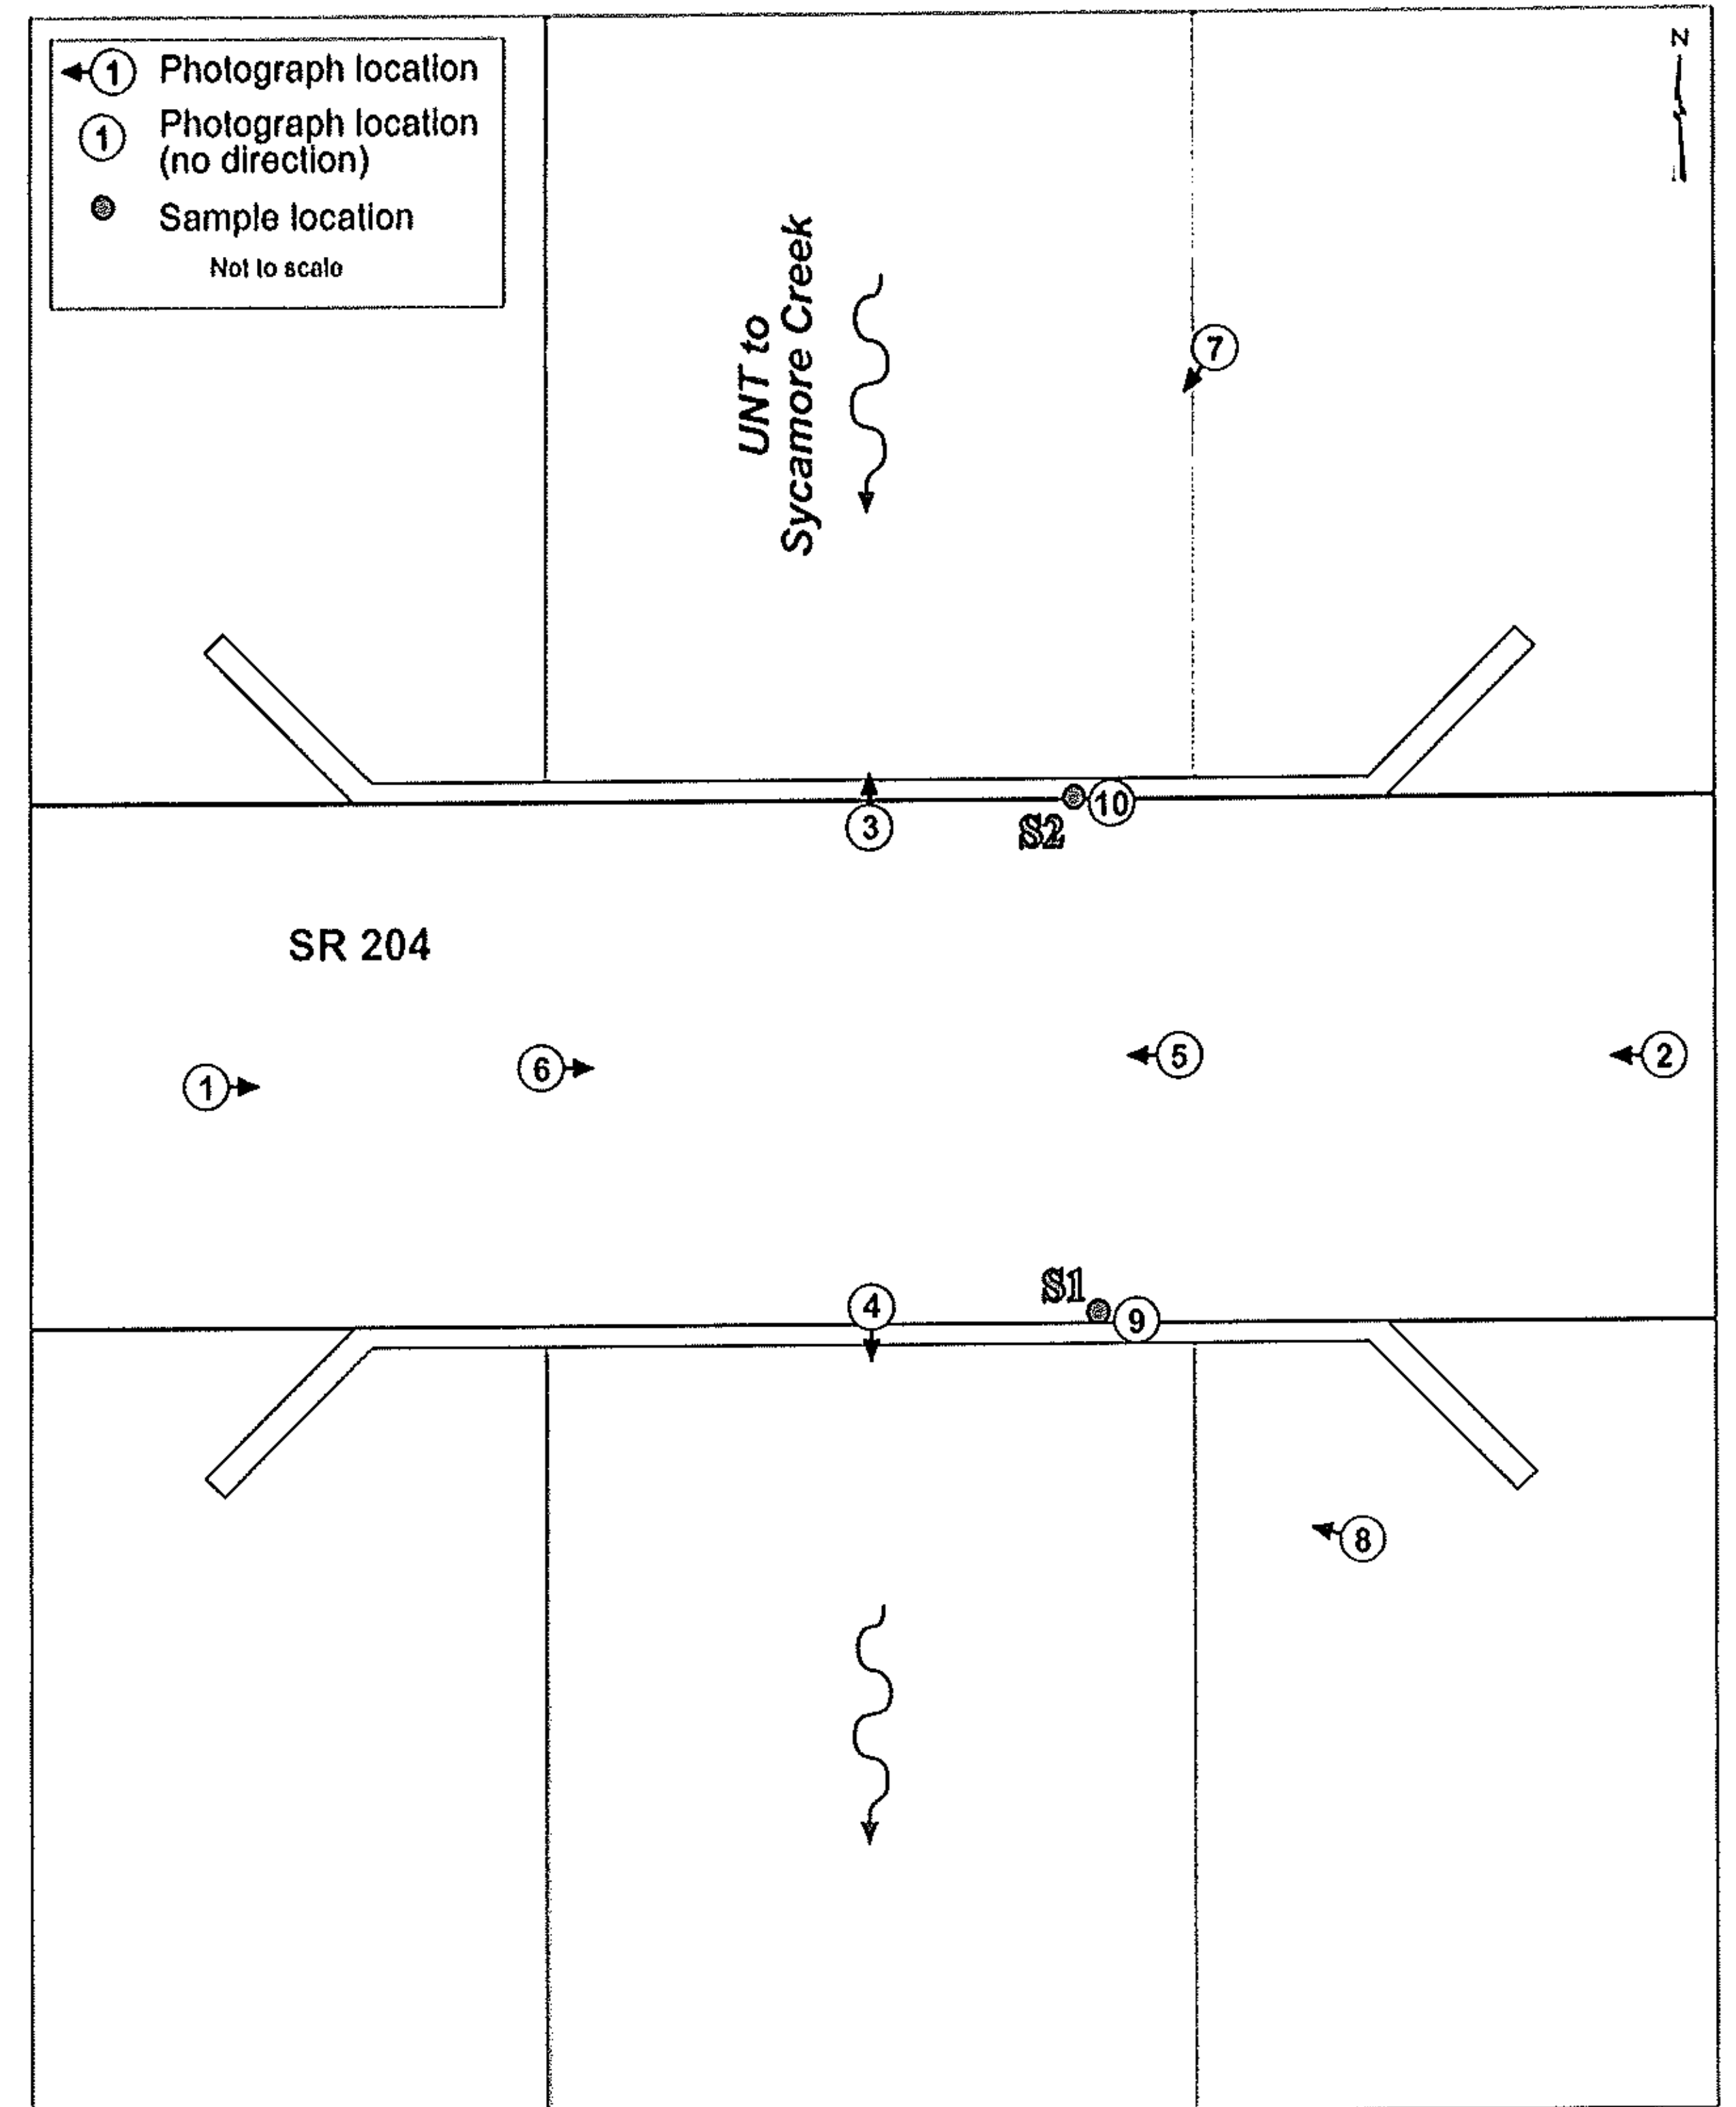 1 Photograph location
1 Photograph location
(no direction)
Sample location
Not to scale
N
UNT to
Sycamore Creek
7
3
10
S2
SR 204
1
6
5
2
S1
4
9
8